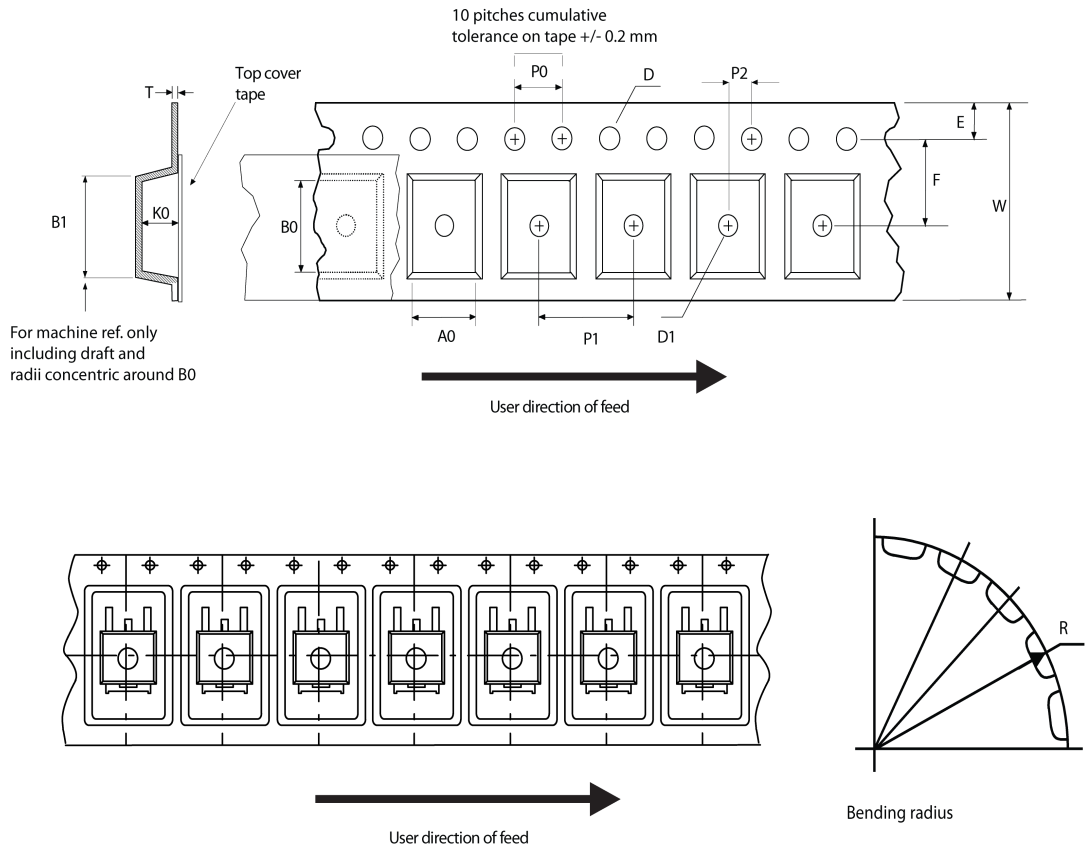 10 pitches cumulative
tolerance on tape +/- 0.2 mm
P0
D
P2
T
Top cover
tape
E
F
W
B1
K0
B0
For machine ref. only
including draft and
radii concentric around B0
A0
P1
D1
User direction of feed
R
Bending radius
User direction of feed